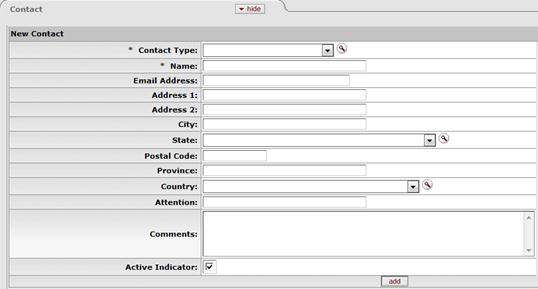 Contact
hide
New Contact
* Contact Type:
* Name:
Email Address:
Address 1:
Address 2:
City:
State:
Postal Code:
Province:
Country:
Attention:
Comments:
Active Indicator:
add